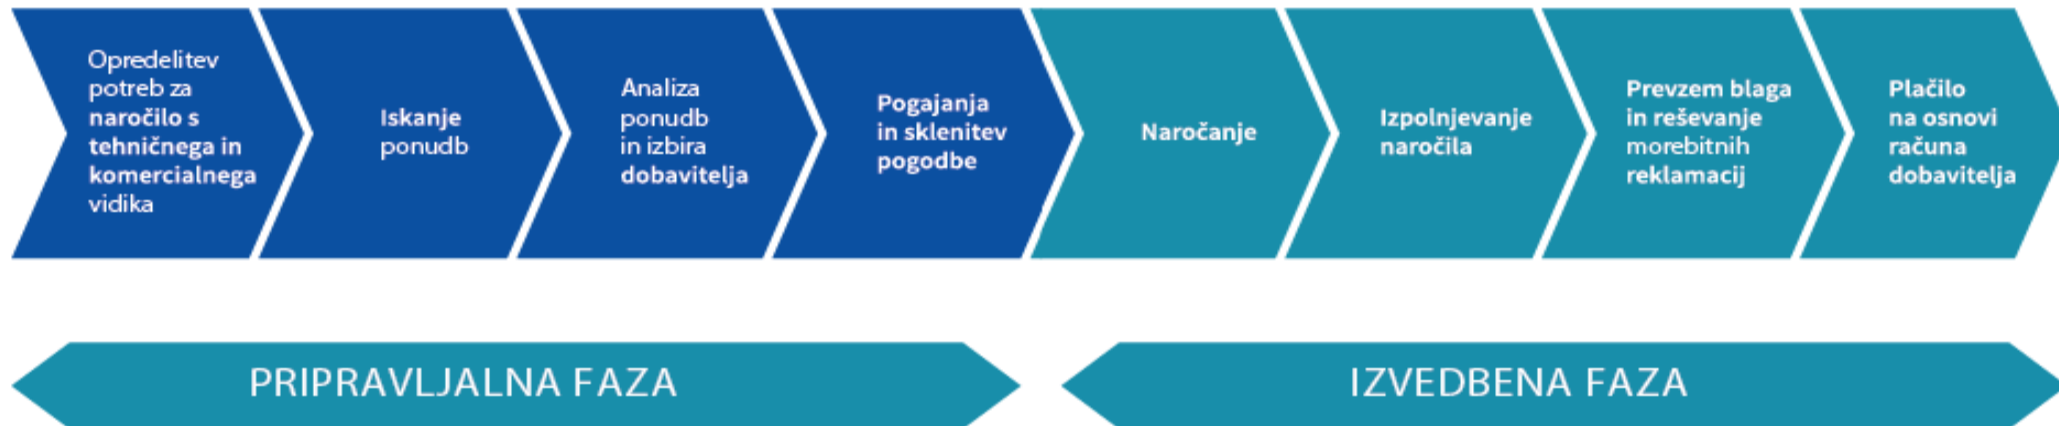 Opredelitev
potreb za
naročilo s
tehničnega in
komercialnega
vidika
Iskanje
ponudb
Analiza
ponudb
in izbira
dobavitelja
Pogajanja
in sklenitev
pogodbe
Naročanje
Izpolnjevanje
naročila
Prevzem blaga
in reševanje
morebitnih
reklamacij
Plačilo
na osnovi
računa
dobavitelja
PRIPRAVLJALNA FAZA
IZVEDBENA FAZA